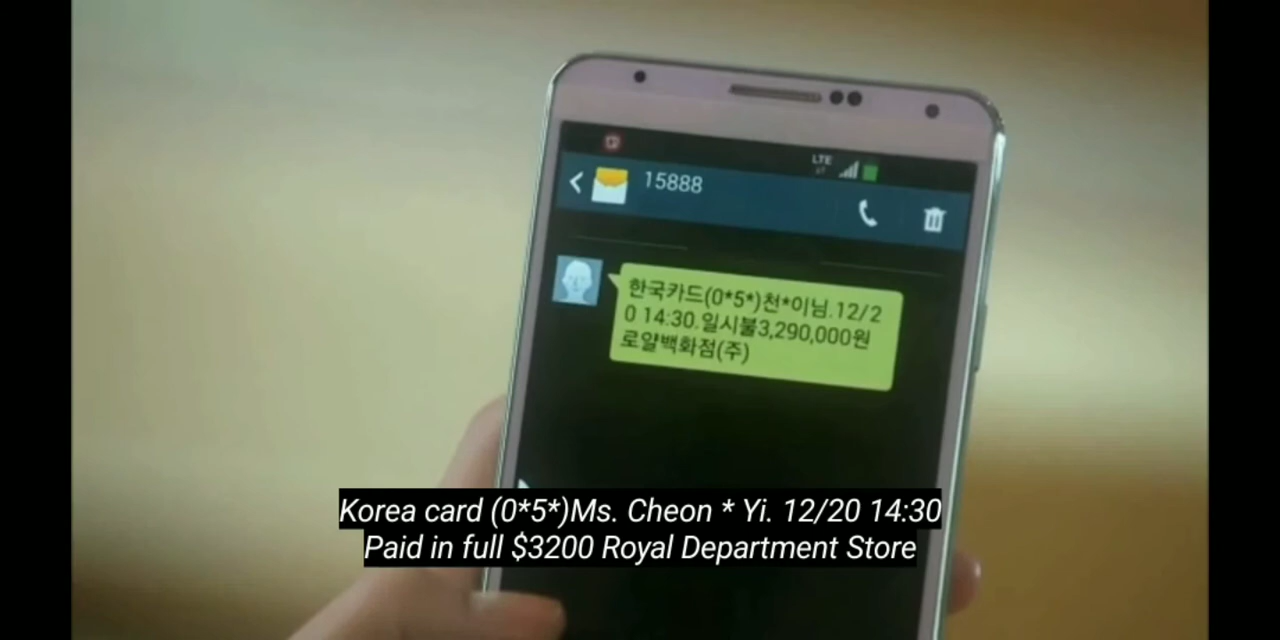 LTE
15888
한국카드(0*5*)천*이님.12/2
0 14:30.일시불3,290,000원
로얄백화점(주)
Korea card (0*5*)Ms. Cheon * Yi. 12/20 14:30
Paid in full $3200 Royal Department Store